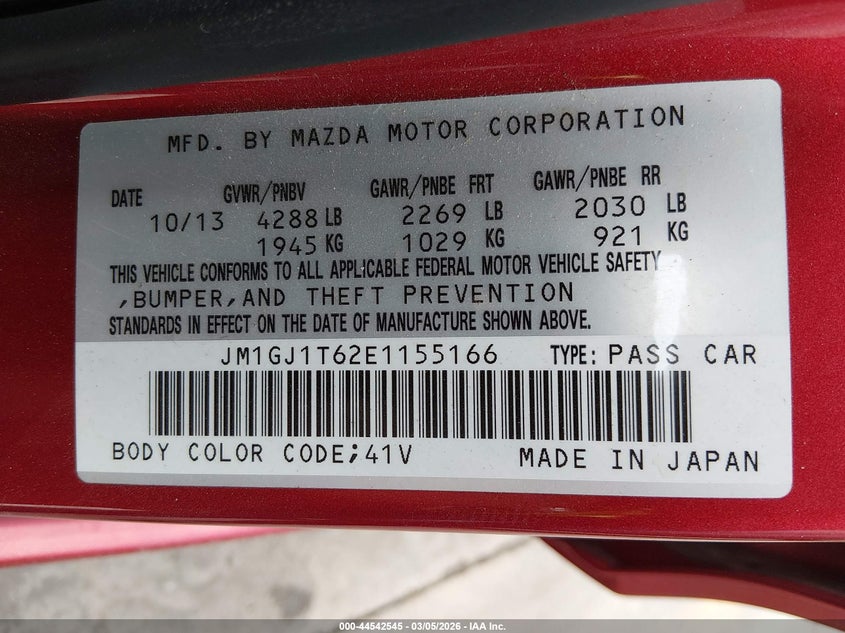 MFD. BY MAZDA MOTOR CORPORATION
DATE GVWR/PNBV GAWR/PNBE FRT GAWR/PNBE RR
10/13 4288 LB 2269 LB 2030 LB
1945 KG 1029 KG 921 KG
THIS VEHICLE CONFORMS TO ALL APPLICABLE FEDERAL MOTOR VEHICLE SAFETY
,BUMPER,AND THEFT PREVENTION
STANDARDS IN EFFECT ON THE DATE OF MANUFACTURE SHOWN ABOVE.
JM1GJ1T62E1155166 TYPE: PASS CAR
BODY COLOR CODE;41V MADE IN JAPAN
000-44542545 - 03/05/2026 - IAA Inc.